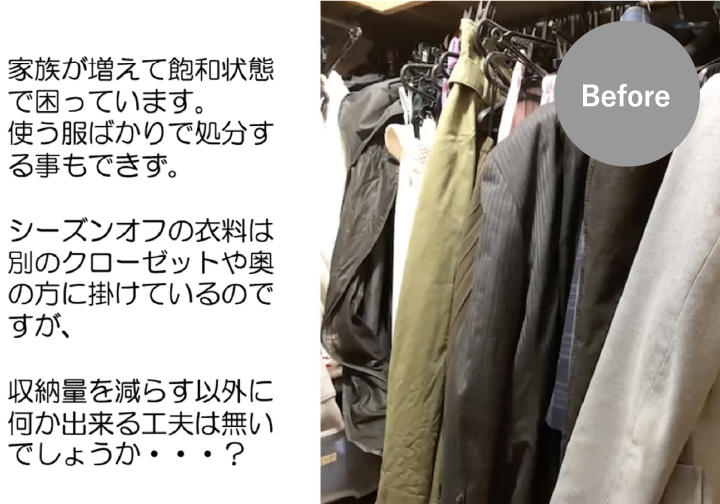 家族が増えて飽和状態
で困っています。
使う服ばかりで処分す
る事もできず。
シーズンオフの衣料は
別のクローゼットや奥
の方に掛けているので
すが、
収納量を減らす以外に
何か出来る工夫は無い
でしょうか・・・？
Before